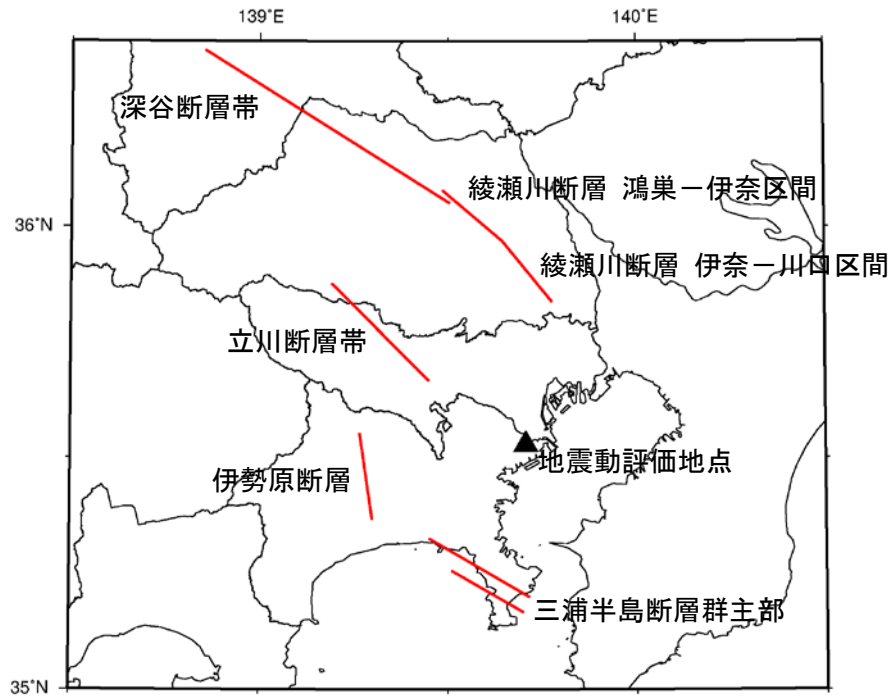 139°E
140°E
深谷断層帯
綾瀬川断層 鴻巣－伊奈区間
36°N
綾瀬川断層 伊奈－川口区間
立川断層帯
地震動評価地点
伊勢原断層
三浦半島断層群主部
35°N